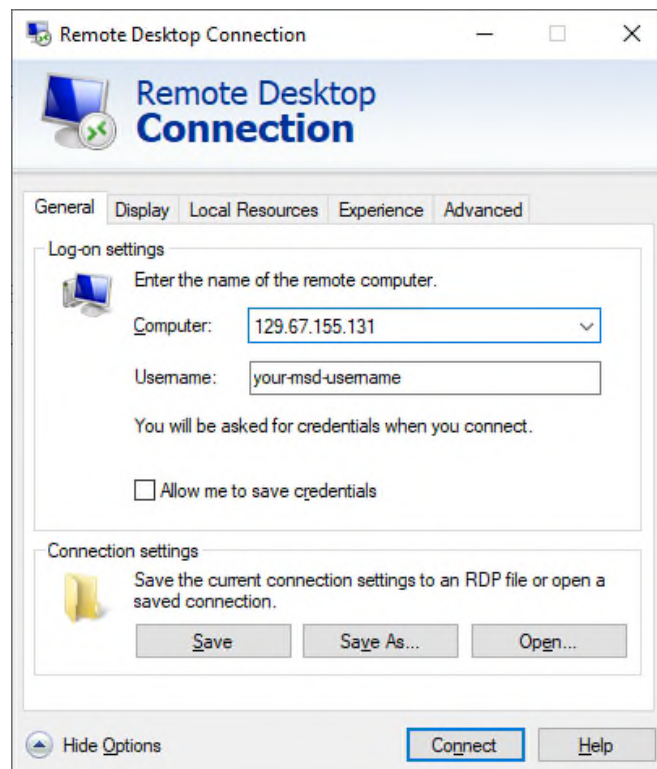 Remote Desktop Connection
Remote Desktop
Connection
General Display Local Resources Experience Advanced
Log-on settings
Enter the name of the remote computer.
Computer: 129.67.155.131
Username: your-msd-username
You will be asked for credentials when you connect.
Allow me to save credentials
Connection settings
Save the current connection settings to an RDP file or open a
saved connection.
Save Save As... Open...
Hide Options Connect Help